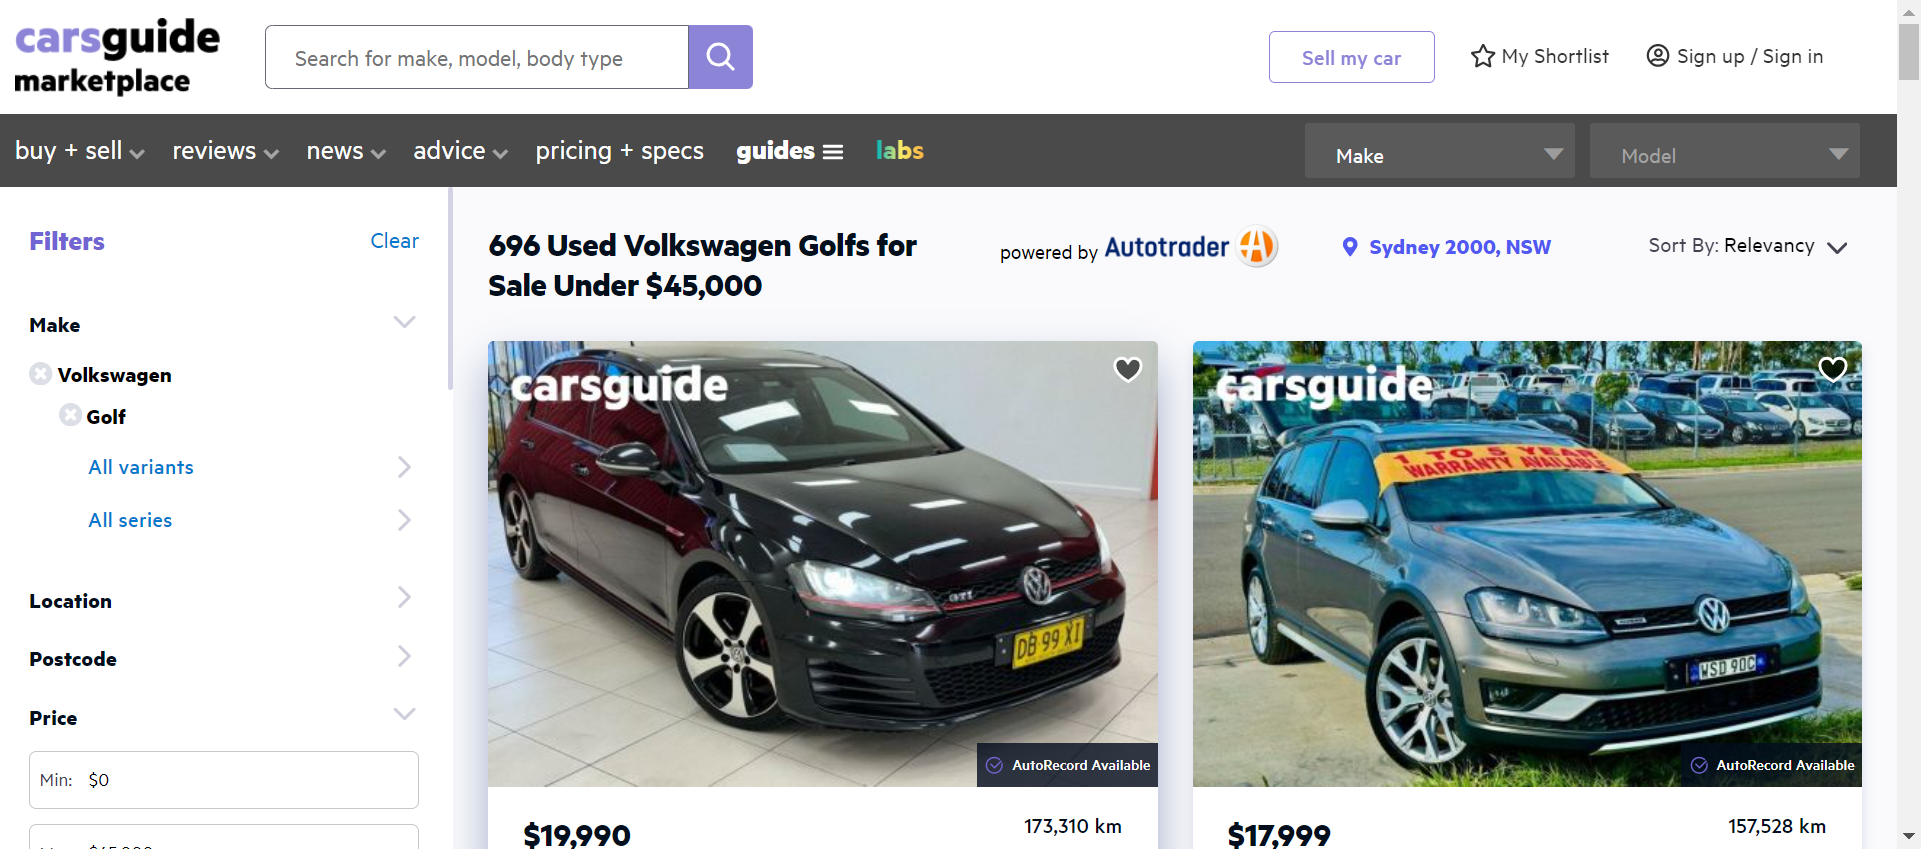 carsguide
marketplace
Search for make, model, body type
Sell my car
My Shortlist
Sign up / Sign in
buy + sell
reviews
news
advice
pricing + specs
guides
labs
Make
Model
Filters
Clear
Make
Volkswagen
Golf
All variants
All series
Location
Postcode
Price
Min: $0
696 Used Volkswagen Golfs for
Sale Under $45,000
powered by Autotrader
Sydney 2000, NSW
Sort By: Relevancy
carsguide
GTI
DB 99 XI
AutoRecord Available
$19,990
173,310 km
carsguide
1 TO 5 YEAR
WARRANTY AVAILABLE
WSD 90C
AutoRecord Available
$17,999
157,528 km